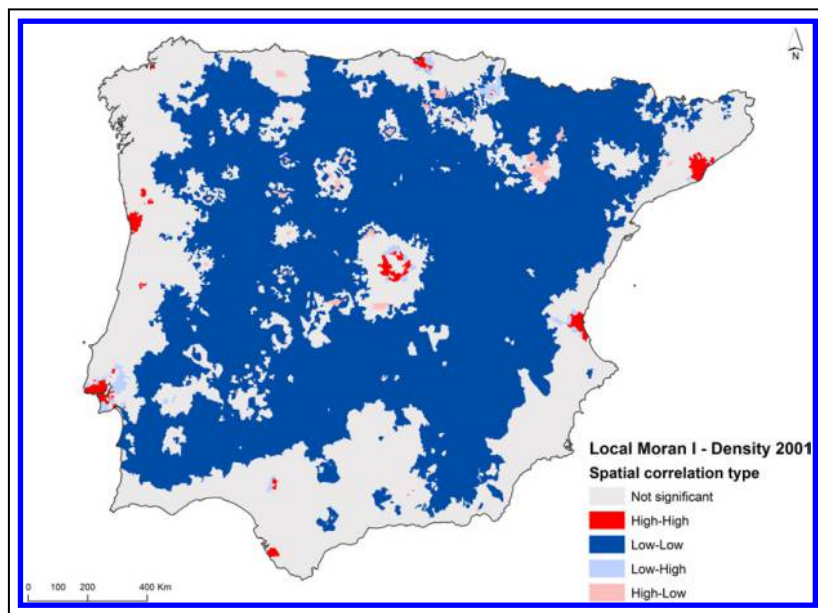 N
Local Moran I - Density 2001
Spatial correlation type
Not significant
High-High
Low-Low
Low-High
High-Low
0 100 200 400 Km